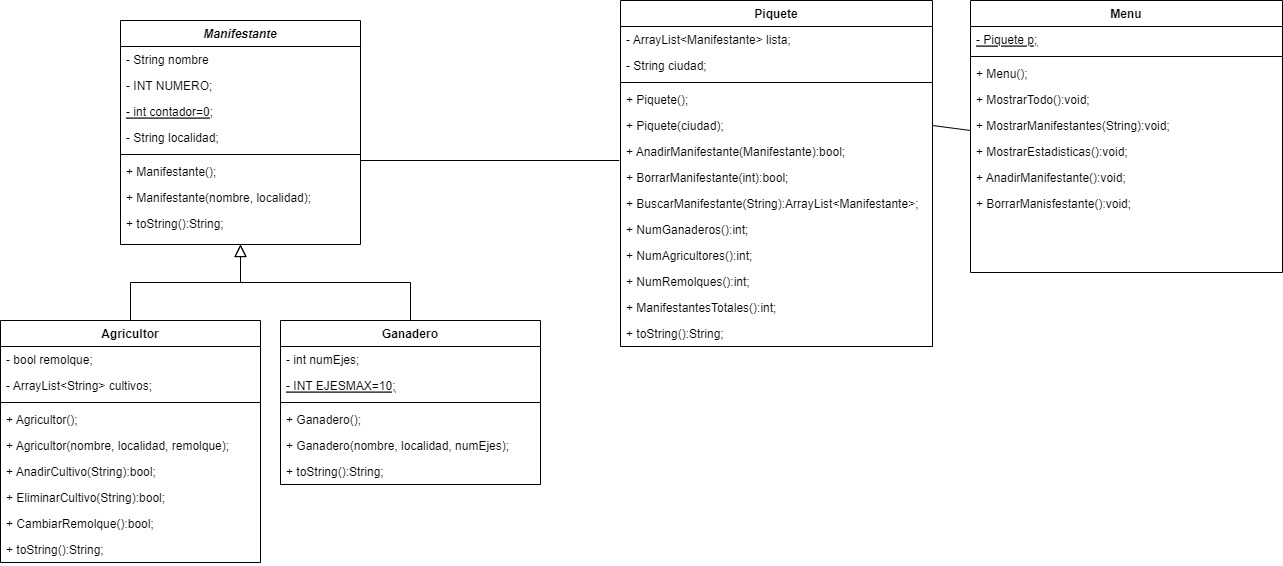 Manifestante
- String nombre
- INT NUMERO;
- int contador=0;
- String localidad;
+ Manifestante();
+ Manifestante(nombre, localidad);
+ toString():String;
Piquete
- ArrayList<Manifestante> lista;
- String ciudad;
+ Piquete();
+ Piquete(ciudad);
+ AnadirManifestante(Manifestante):bool;
+ BorrarManifestante(int):bool;
+ BuscarManifestante(String):ArrayList<Manifestante>;
+ NumGanaderos():int;
+ NumAgricultores():int;
+ NumRemolques():int;
+ ManifestantesTotales():int;
+ toString():String;
Menu
- Piquete p;
+ Menu();
+ MostrarTodo():void;
+ MostrarManifestantes(String):void;
+ MostrarEstadisticas():void;
+ AnadirManifestante():void;
+ BorrarManisfestante():void;
Agricultor
- bool remolque;
- ArrayList<String> cultivos;
+ Agricultor();
+ Agricultor(nombre, localidad, remolque);
+ AnadirCultivo(String):bool;
+ EliminarCultivo(String):bool;
+ CambiarRemolque():bool;
+ toString():String;
Ganadero
- int numEjes;
- INT EJESMAX=10;
+ Ganadero();
+ Ganadero(nombre, localidad, numEjes);
+ toString():String;